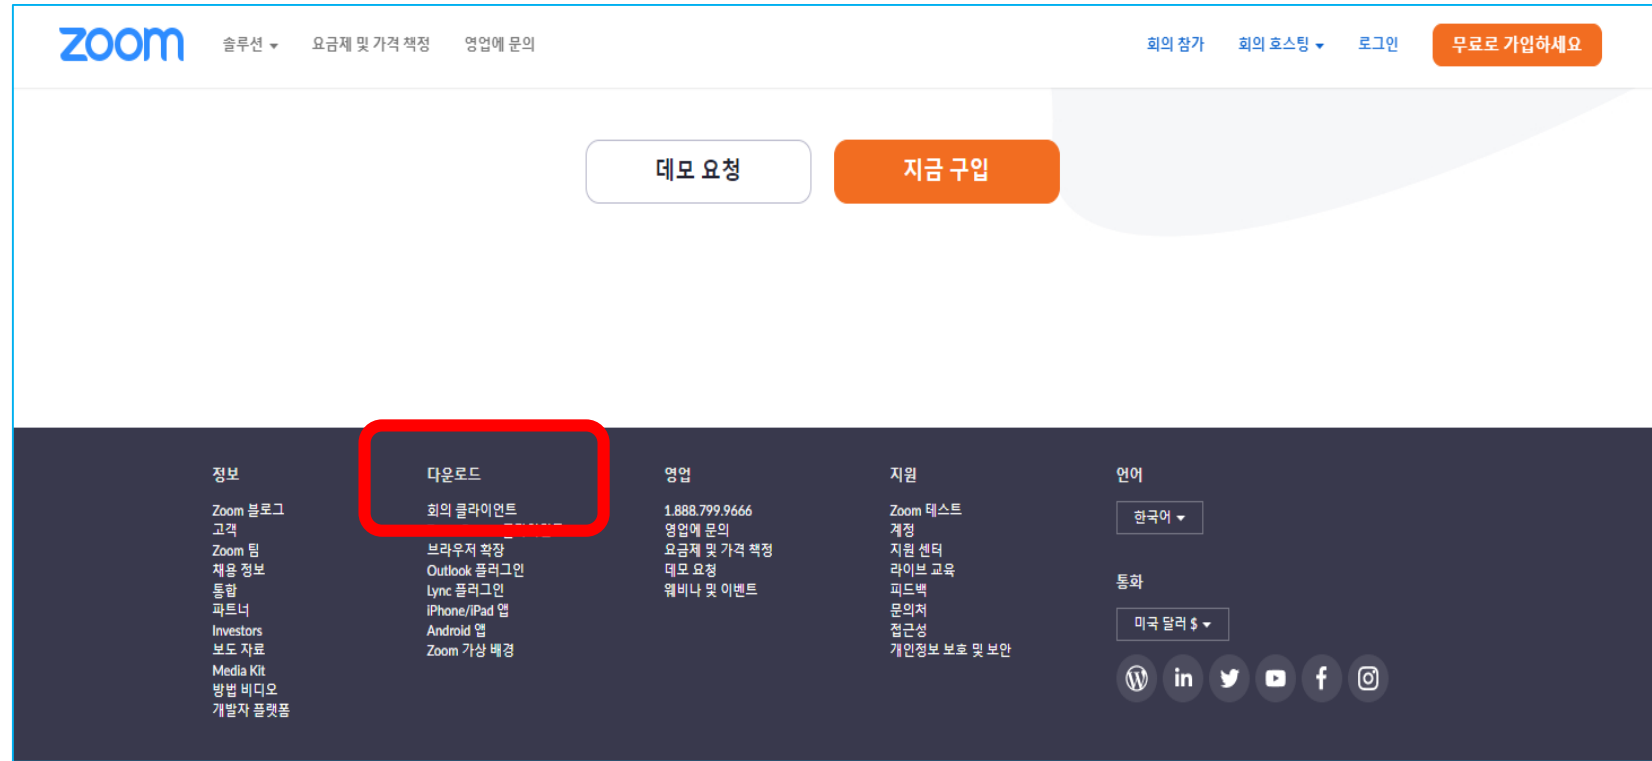 zoom 솔루션 요금제 및 가격 책정 영업에 문의 회의 참가 회의 호스팅 로그인 무료로 가입하세요
데모 요청 지금 구입
정보
Zoom 블로그
고객
Zoom 팀
채용 정보
통합
파트너
Investors
보도 자료
Media Kit
방법 비디오
개발자 플랫폼
다운로드
회의 클라이언트
브라우저 확장
Outlook 플러그인
Lync 플러그인
iPhone/iPad 앱
Android 앱
Zoom 가상 배경
영업
1.888.799.9666
영업에 문의
요금제 및 가격 책정
데모 요청
웨비나 및 이벤트
지원
Zoom 테스트
계정
지원 센터
라이브 교육
피드백
문의처
접근성
개인정보 보호 및 보안
언어
한국어
통화
미국 달러 $
in
f